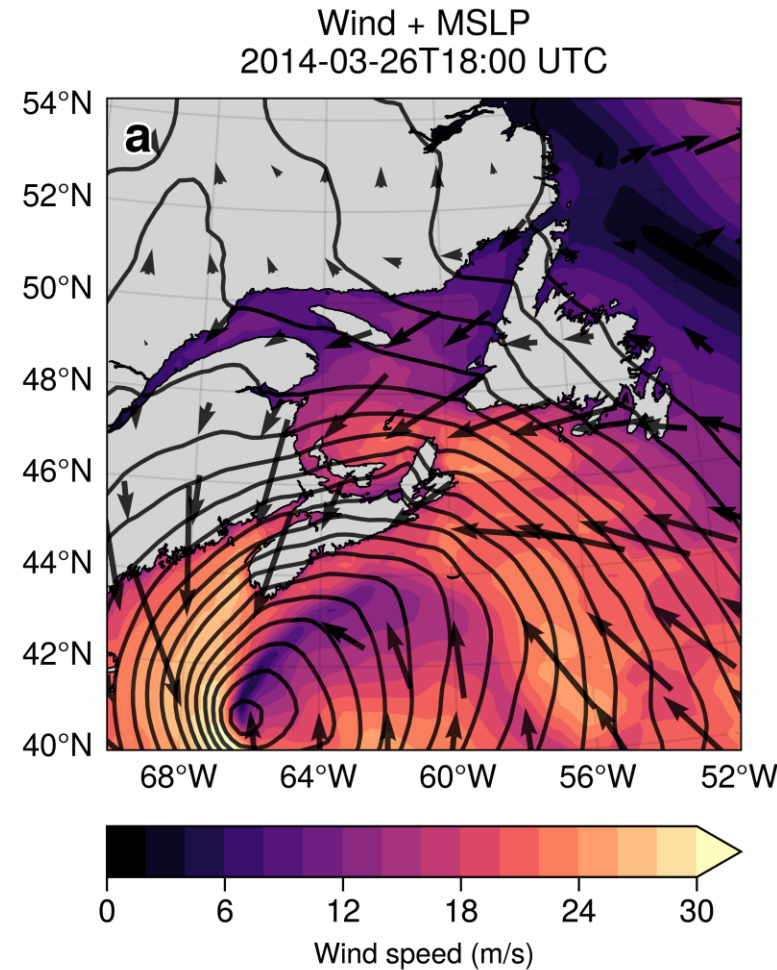 Wind + MSLP
2014-03-26T18:00 UTC
a
54°N
52°N
50°N
48°N
46°N
44°N
42°N
40°N
68°W 64°W 60°W 56°W 52°W
0 6 12 18 24 30
Wind speed (m/s)